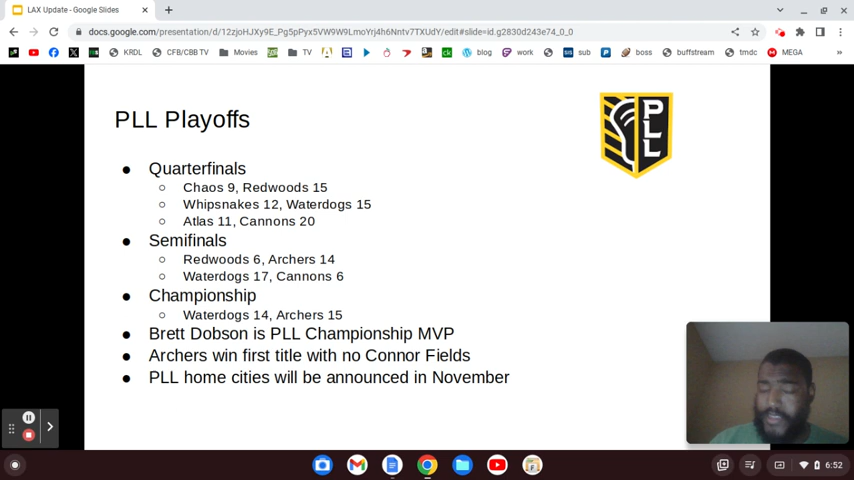 LAX Update - Google Slides
docs.google.com/presentation/d/12zjoHJXy9E_Pg5pPyx5VW9W9LmoYrj4h6Nntv7TXUdY/edit#slide=id.g2830d243e74_0_0
KRDL CFB/CBB TV Movies TV blog work sub boss buffstream tmdc MEGA
PLL Playoffs
PLL
● Quarterfinals
○ Chaos 9, Redwoods 15
○ Whipsnakes 12, Waterdogs 15
○ Atlas 11, Cannons 20
● Semifinals
○ Redwoods 6, Archers 14
○ Waterdogs 17, Cannons 6
● Championship
○ Waterdogs 14, Archers 15
● Brett Dobson is PLL Championship MVP
● Archers win first title with no Connor Fields
● PLL home cities will be announced in November
6:52